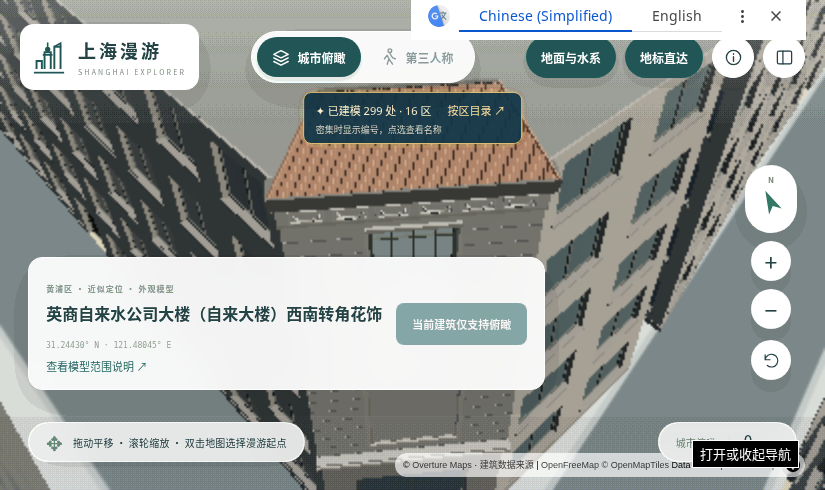 Chinese (Simplified)
English
上海漫游
SHANGHAI EXPLORER
城市俯瞰
第三人称
地面与水系
地标直达
✦ 已建模 299 处 · 16 区
按区目录 ↗
密集时显示编号，点选查看名称
N
黄浦区 · 近似定位 · 外观模型
英商自来水公司大楼（自来大楼）西南转角花饰
当前建筑仅支持俯瞰
31.24430° N · 121.48045° E
查看模型范围说明 ↗
拖动平移 · 滚轮缩放 · 双击地图选择漫游起点
打开或收起导航
© Overture Maps · 建筑数据来源 | OpenFreeMap © OpenMapTiles Data